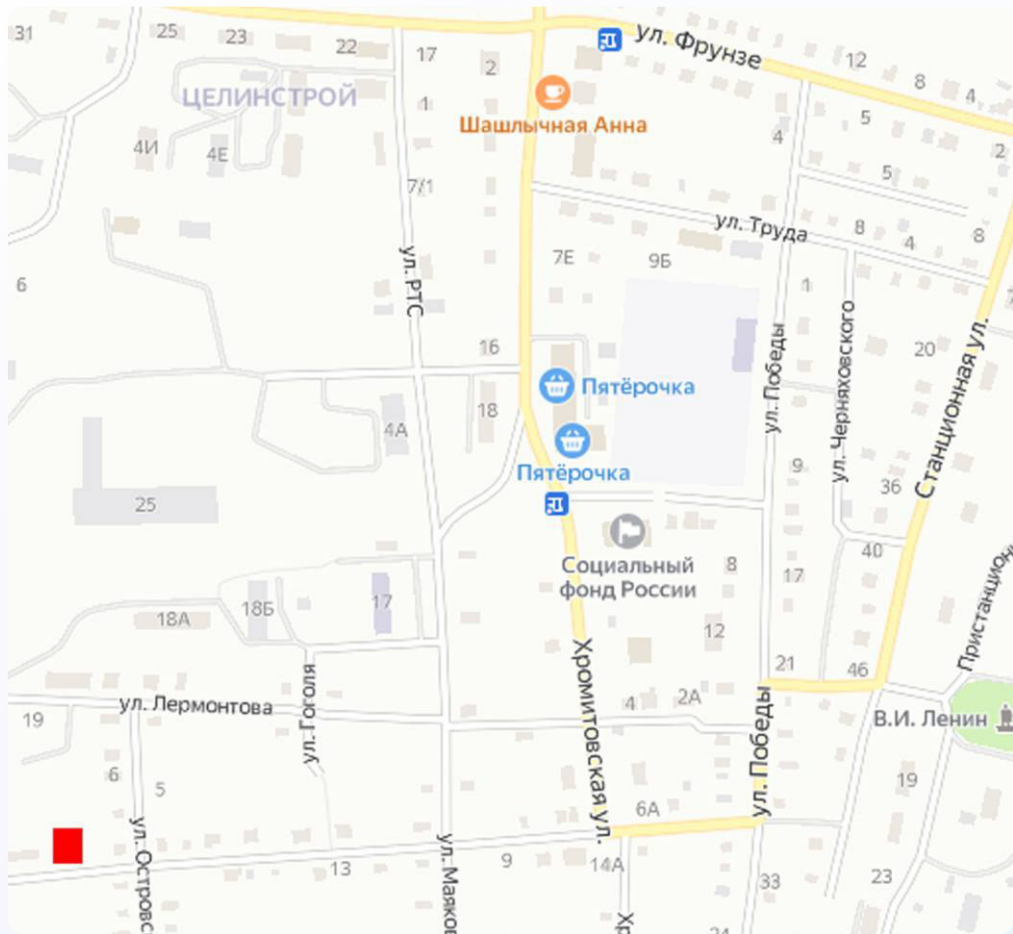 31
25
23
22
17
2
ул. Фрунзе
12
8
4
ЦЕЛИНСТРОЙ
1
Шашлычная Анна
5
4
2
4И
4Е
7/1
5
ул. Труда
8
4
8
6
ул. РТС
7Е
9Б
1
16
Пятёрочка
ул. Победы
ул. Черняховского
20
Станционная ул.
18
4А
Пятёрочка
9
36
25
40
Социальный
фонд России
8
17
18А
18Б
17
12
Хромитовская ул.
21
46
ул. Гоголя
ул. Лермонтова
19
4
2А
ул. Победы
В.И. Ленин
6
5
19
6А
13
9
14А
33
23